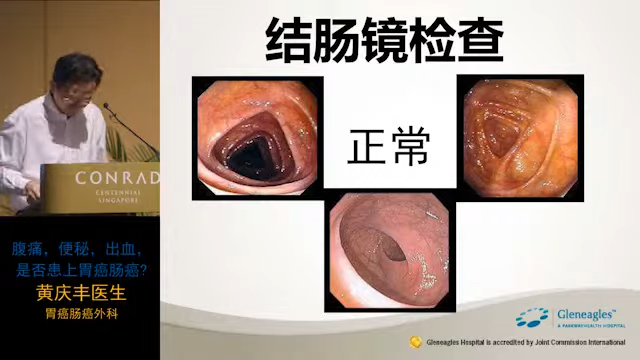 结肠镜检查
正常
CONRAD
CENTENNIAL
SINGAPORE
腹痛，便秘，出血，
是否患上胃癌肠癌?
黄庆丰医生
胃癌肠癌外科
Gleneagles™
A PARKWAYHEALTH HOSPITAL
Gleneagles Hospital is accredited by Joint Commission International